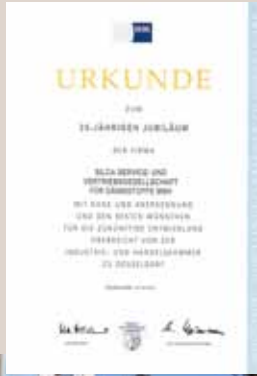 IHK
URKUNDE
ZUM
25-JÄHRIGEN JUBILÄUM
DER FIRMA
SILCA SERVICE- UND
VERTRIEBSGESELLSCHAFT
FÜR DÄMMSTOFFE MBH
MIT DANK UND ANERKENNUNG
UND DEN BESTEN WÜNSCHEN
FÜR DIE ZUKÜNFTIGE ENTWICKLUNG
ÜBERREICHT VON DER
INDUSTRIE- UND HANDELSKAMMER
ZU DÜSSELDORF